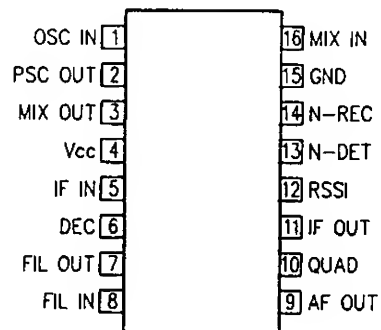 OSC IN 1 16 MIX IN
PSC OUT 2 15 GND
MIX OUT 3 14 N-REC
Vcc 4 13 N-DET
IF IN 5 12 RSSI
DEC 6 11 IF OUT
FIL OUT 7 10 QUAD
FIL IN 8 9 AF OUT